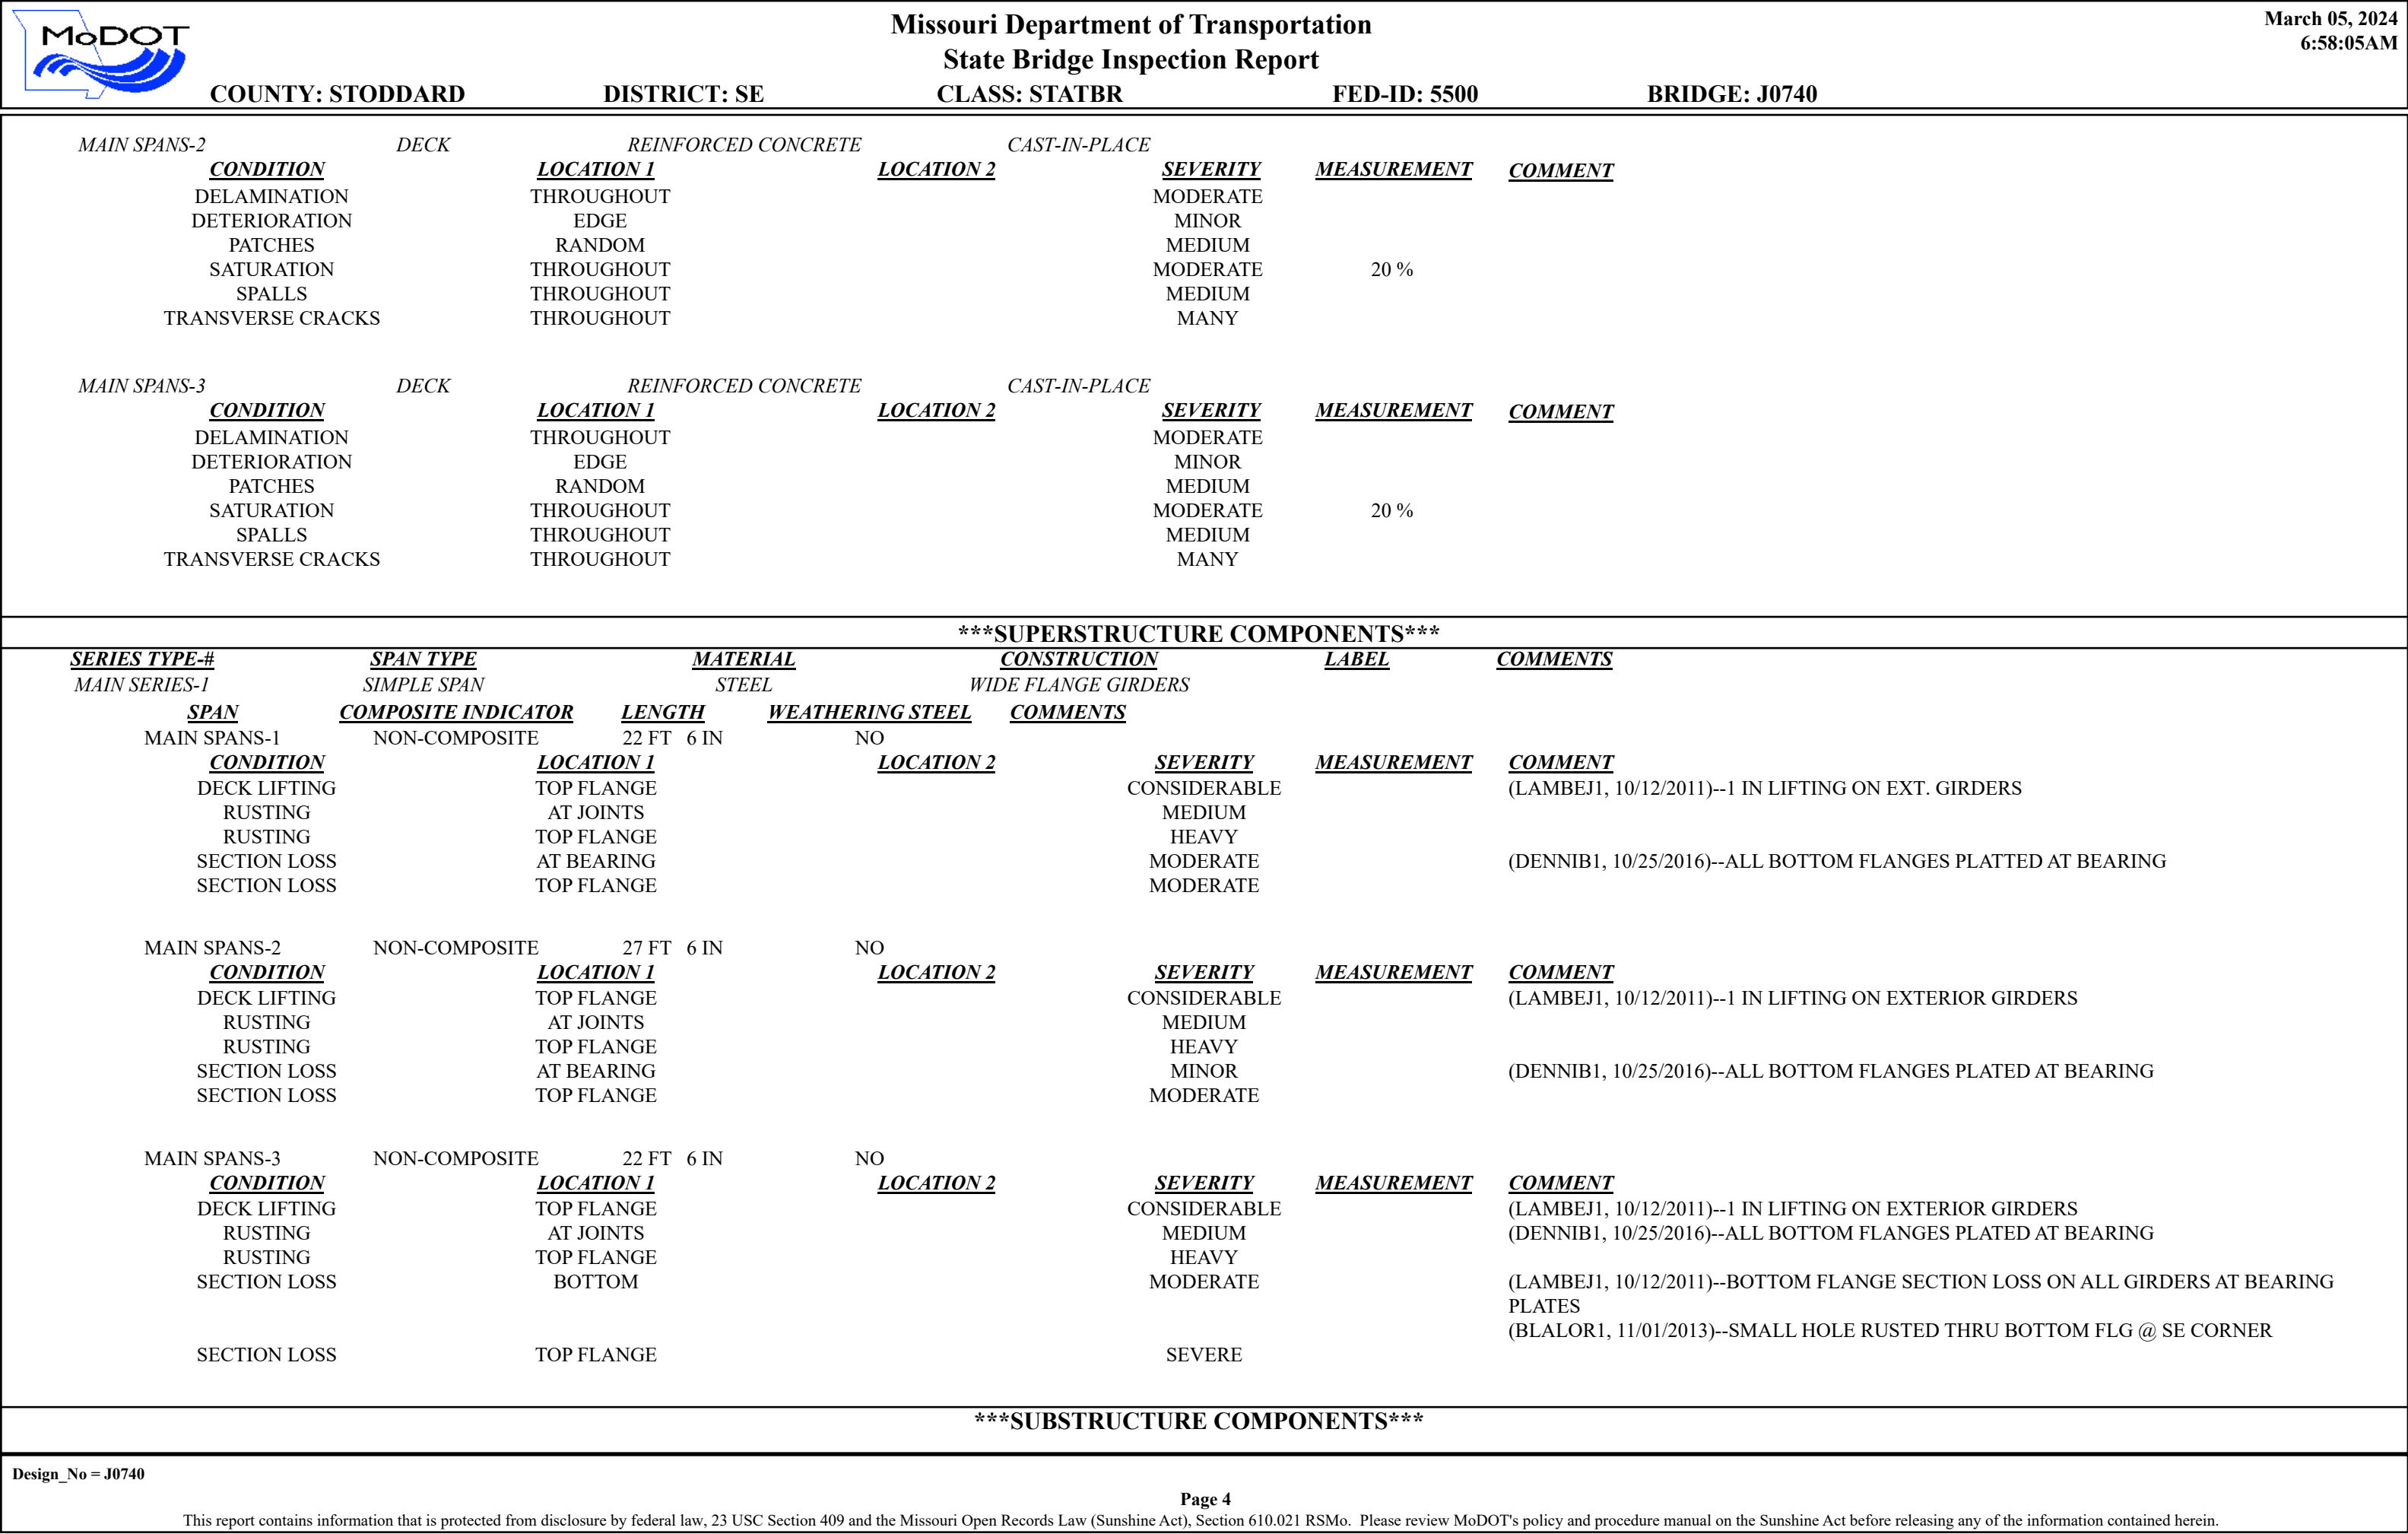 MoDOT
Missouri Department of Transportation
State Bridge Inspection Report
March 05, 2024
6:58:05AM
COUNTY: STODDARD DISTRICT: SE CLASS: STATBR FED-ID: 5500 BRIDGE: J0740
MAIN SPANS-2 DECK REINFORCED CONCRETE CAST-IN-PLACE
CONDITION LOCATION 1 LOCATION 2 SEVERITY MEASUREMENT COMMENT
DELAMINATION THROUGHOUT MODERATE
DETERIORATION EDGE MINOR
PATCHES RANDOM MEDIUM
SATURATION THROUGHOUT MODERATE 20 %
SPALLS THROUGHOUT MEDIUM
TRANSVERSE CRACKS THROUGHOUT MANY
MAIN SPANS-3 DECK REINFORCED CONCRETE CAST-IN-PLACE
CONDITION LOCATION 1 LOCATION 2 SEVERITY MEASUREMENT COMMENT
DELAMINATION THROUGHOUT MODERATE
DETERIORATION EDGE MINOR
PATCHES RANDOM MEDIUM
SATURATION THROUGHOUT MODERATE 20 %
SPALLS THROUGHOUT MEDIUM
TRANSVERSE CRACKS THROUGHOUT MANY
***SUPERSTRUCTURE COMPONENTS***
SERIES TYPE-# SPAN TYPE MATERIAL CONSTRUCTION LABEL COMMENTS
MAIN SERIES-1 SIMPLE SPAN STEEL WIDE FLANGE GIRDERS
SPAN COMPOSITE INDICATOR LENGTH WEATHERING STEEL COMMENTS
MAIN SPANS-1 NON-COMPOSITE 22 FT 6 IN NO
CONDITION LOCATION 1 LOCATION 2 SEVERITY MEASUREMENT COMMENT
DECK LIFTING TOP FLANGE CONSIDERABLE (LAMBEJ1, 10/12/2011)--1 IN LIFTING ON EXT. GIRDERS
RUSTING AT JOINTS MEDIUM
RUSTING TOP FLANGE HEAVY
SECTION LOSS AT BEARING MODERATE (DENNIB1, 10/25/2016)--ALL BOTTOM FLANGES PLATTED AT BEARING
SECTION LOSS TOP FLANGE MODERATE
MAIN SPANS-2 NON-COMPOSITE 27 FT 6 IN NO
CONDITION LOCATION 1 LOCATION 2 SEVERITY MEASUREMENT COMMENT
DECK LIFTING TOP FLANGE CONSIDERABLE (LAMBEJ1, 10/12/2011)--1 IN LIFTING ON EXTERIOR GIRDERS
RUSTING AT JOINTS MEDIUM
RUSTING TOP FLANGE HEAVY
SECTION LOSS AT BEARING MINOR (DENNIB1, 10/25/2016)--ALL BOTTOM FLANGES PLATED AT BEARING
SECTION LOSS TOP FLANGE MODERATE
MAIN SPANS-3 NON-COMPOSITE 22 FT 6 IN NO
CONDITION LOCATION 1 LOCATION 2 SEVERITY MEASUREMENT COMMENT
DECK LIFTING TOP FLANGE CONSIDERABLE (LAMBEJ1, 10/12/2011)--1 IN LIFTING ON EXTERIOR GIRDERS
RUSTING AT JOINTS MEDIUM (DENNIB1, 10/25/2016)--ALL BOTTOM FLANGES PLATED AT BEARING
RUSTING TOP FLANGE HEAVY
SECTION LOSS BOTTOM MODERATE (LAMBEJ1, 10/12/2011)--BOTTOM FLANGE SECTION LOSS ON ALL GIRDERS AT BEARING
PLATES
(BLALOR1, 11/01/2013)--SMALL HOLE RUSTED THRU BOTTOM FLG @ SE CORNER
SECTION LOSS TOP FLANGE SEVERE
***SUBSTRUCTURE COMPONENTS***
Design_No = J0740
Page 4
This report contains information that is protected from disclosure by federal law, 23 USC Section 409 and the Missouri Open Records Law (Sunshine Act), Section 610.021 RSMo. Please review MoDOT's policy and procedure manual on the Sunshine Act before releasing any of the information contained herein.